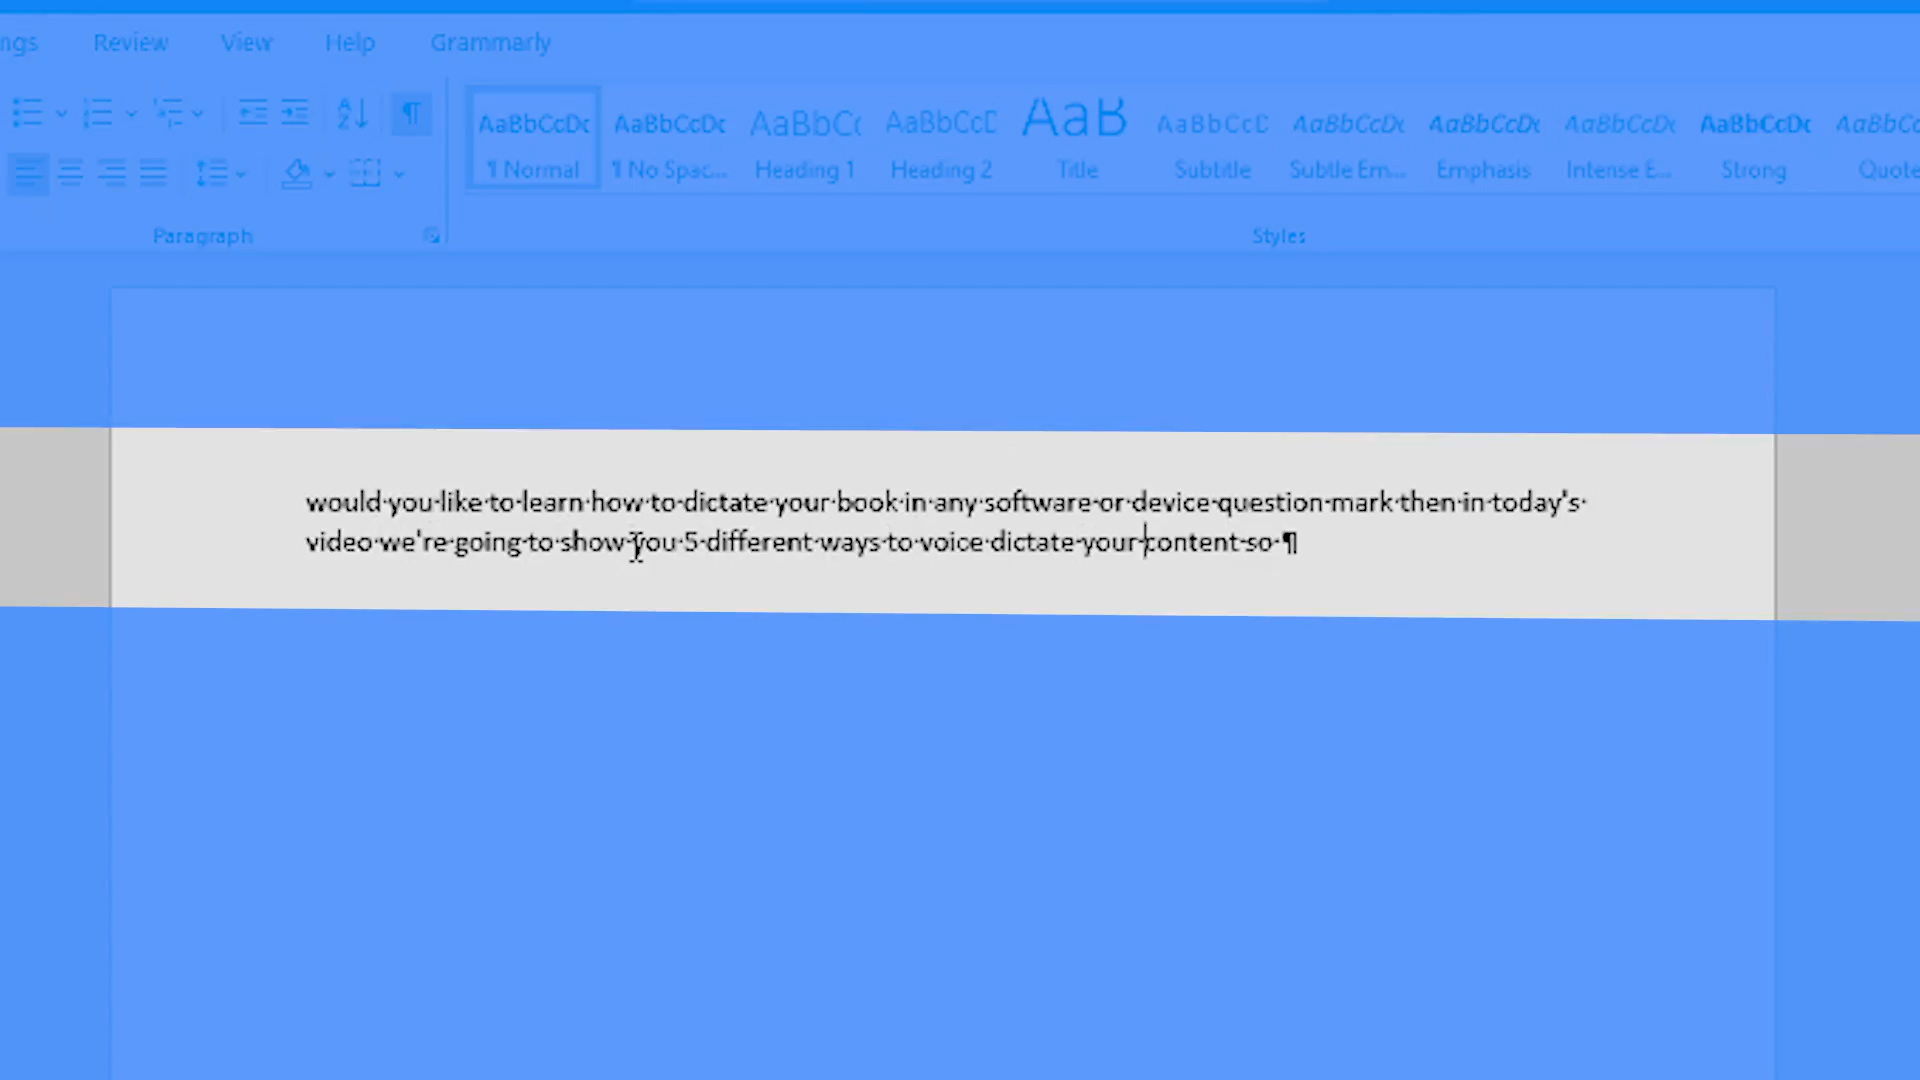 ngs Review View Help Grammarly
AaBbCcDc AaBbCcDc AaBbC AaBbCcD AaB AaBbCcD AaBbCcDc AaBbCcDc AaBbCcDc AaBbCcDc AaBbCc
¶ Normal ¶ No Spac... Heading 1 Heading 2 Title Subtitle Subtle Em... Emphasis Intense E... Strong Quote
Paragraph Styles
would·you·like·to·learn·how·to·dictate·your·book·in·any·software·or·device·question·mark·then·in·today's·
video·we're·going·to·show·you·5·different·ways·to·voice·dictate·your·content·so·¶